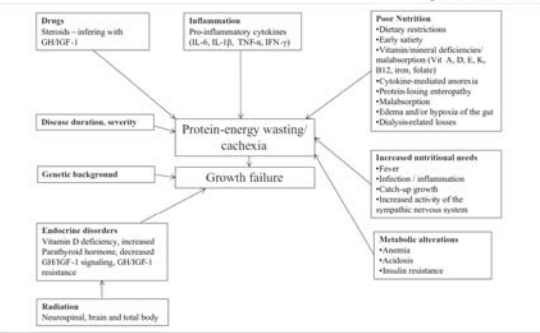 Drugs
Steroids – infering with
GH/IGF-1
Inflammation
Pro-inflammatory cytokines
(IL-6, IL-1β, TNF-α, IFN-γ)
Poor Nutrition
•Dietary restrictions
•Early satiety
•Vitamin/mineral deficiencies/
malabsorption (Vit A, D, E, K,
B12, iron, folate)
•Cytokine-mediated anorexia
•Protein-losing enteropathy
•Malabsorption
•Edema and/or hypoxia of the gut
•Dialysis-related losses
Disease duration, severity
Protein-energy wasting/
cachexia
Genetic background
Growth failure
Increased nutritional needs
•Fever
•Infection / inflammation
•Catch-up growth
•Increased activity of the
sympathetic nervous system
Endocrine disorders
Vitamin D deficiency, increased
Parathyroid hormone, decreased
GH/IGF-1 signaling, GH/IGF-1
resistance
Metabolic alterations
•Anemia
•Acidosis
•Insulin resistance
Radiation
Neurospinal, brain and total body